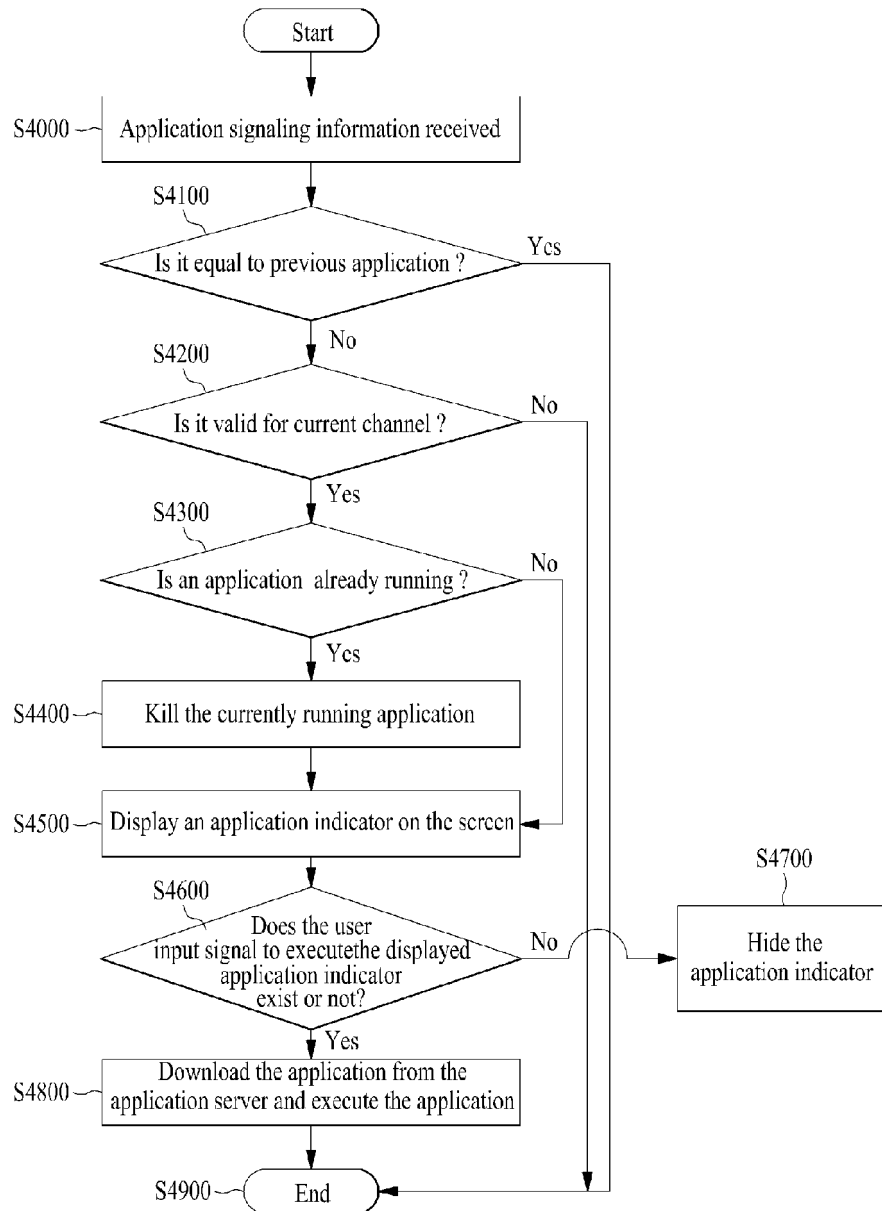 Start
S4000
Application signaling information received
S4100
Is it equal to previous application ?
Yes
No
S4200
Is it valid for current channel ?
No
Yes
S4300
Is an application already running ?
No
Yes
S4400
Kill the currently running application
S4500
Display an application indicator on the screen
S4600
Does the user
input signal to executethe displayed
application indicator
exist or not?
No
Yes
S4700
Hide the
application indicator
S4800
Download the application from the
application server and execute the application
S4900
End